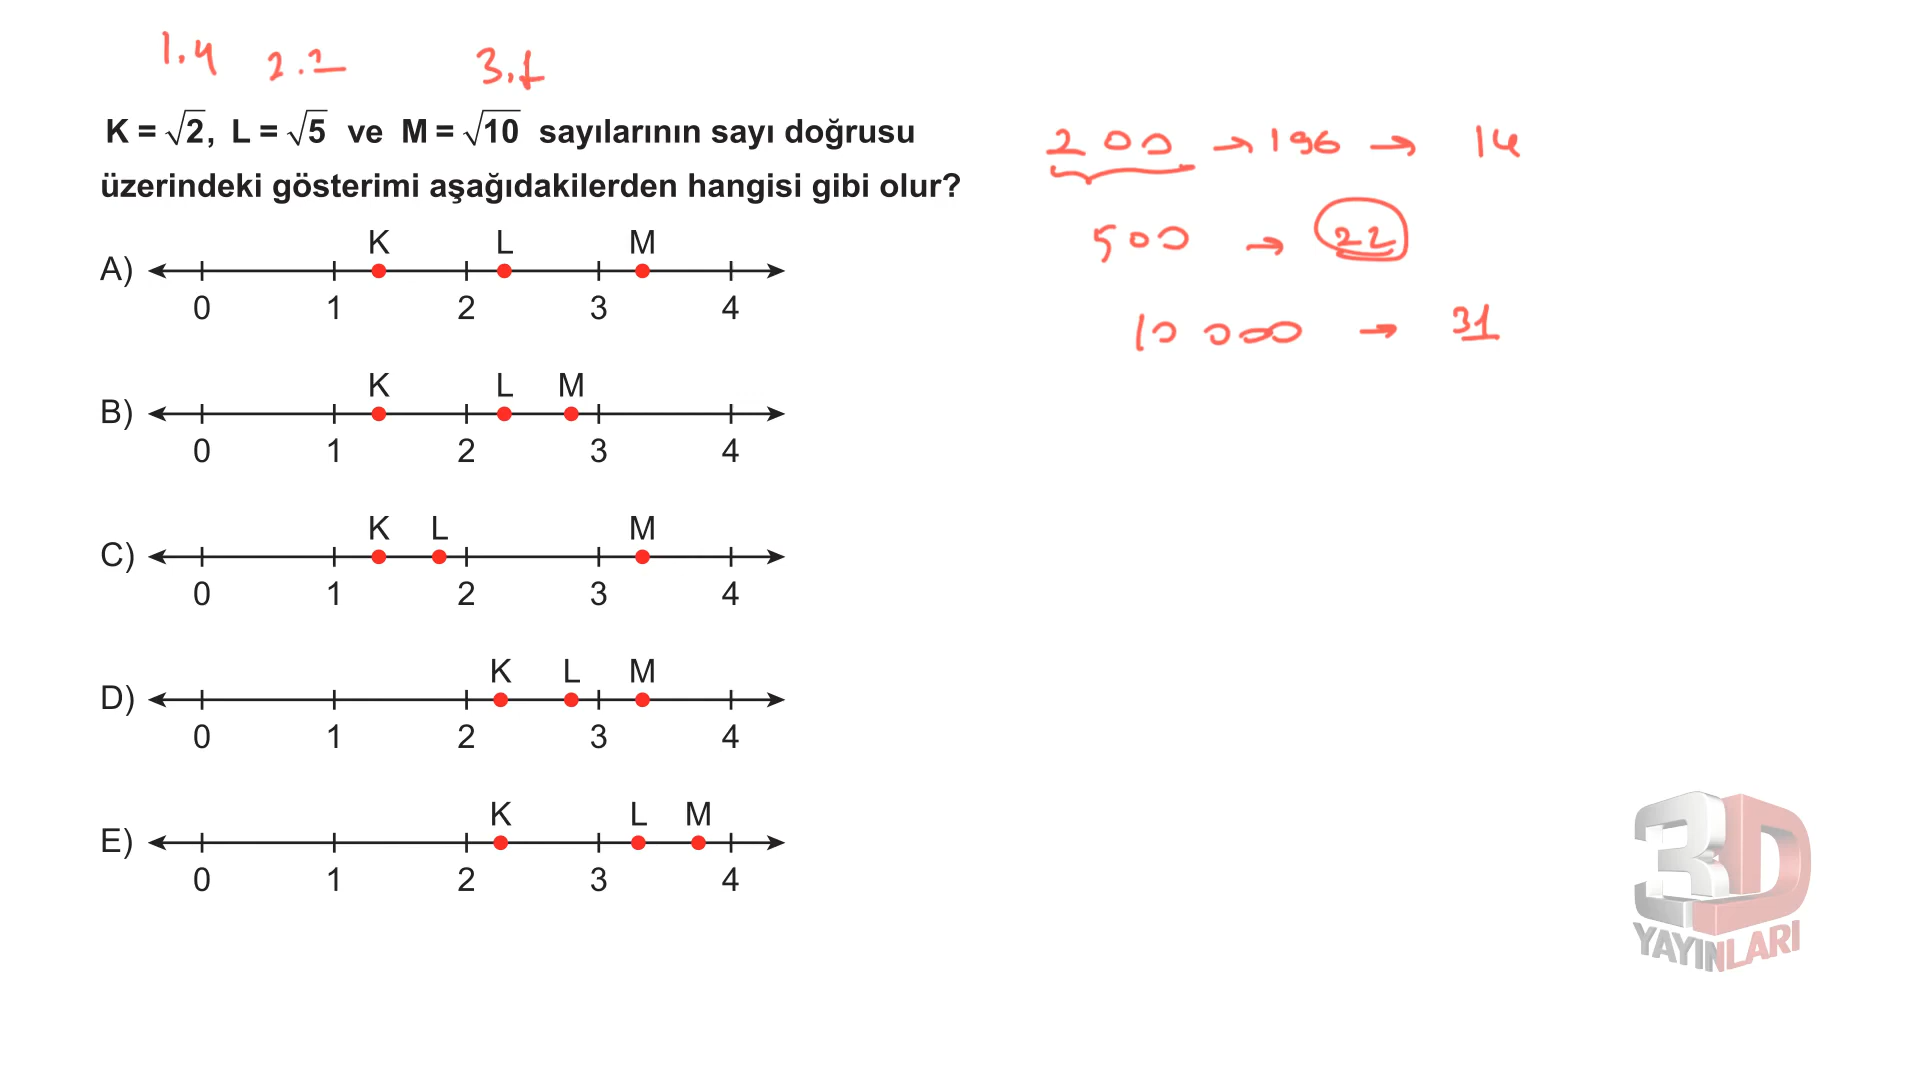 1.4 2.2 3.1
K = √2, L = √5 ve M = √10 sayılarının sayı doğrusu
üzerindeki gösterimi aşağıdakilerden hangisi gibi olur?
A) K L M
0 1 2 3 4
B) K L M
0 1 2 3 4
C) K L M
0 1 2 3 4
D) K L M
0 1 2 3 4
E) K L M
0 1 2 3 4
200 → 196 → 14
500 → 22
10 000 → 31
3D
YAYINLARI